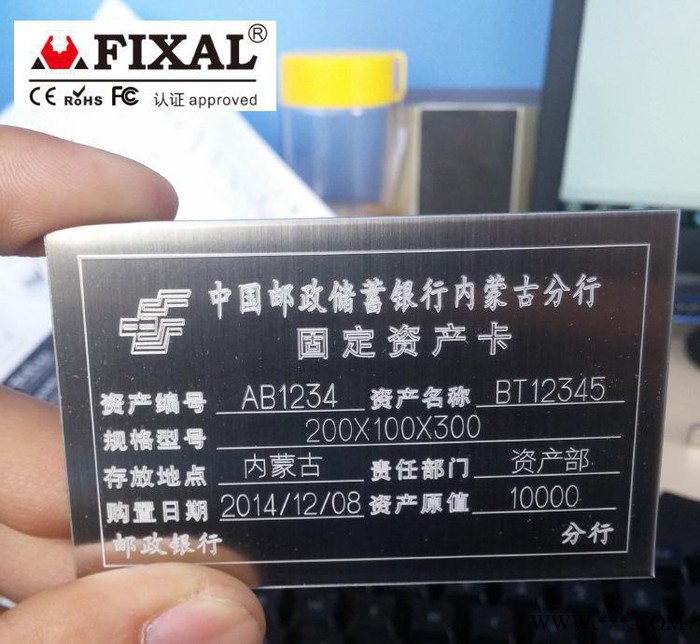 FIXAL®
CE RoHS FC 认证 approved
中国邮政储蓄银行内蒙古分行
固定资产卡
资产编号 AB1234 资产名称 BT12345
规格型号 200X100X300
存放地点 内蒙古 责任部门 资产部
购置日期 2014/12/08 资产原值 10000
邮政银行 分行
WWW.***.COM